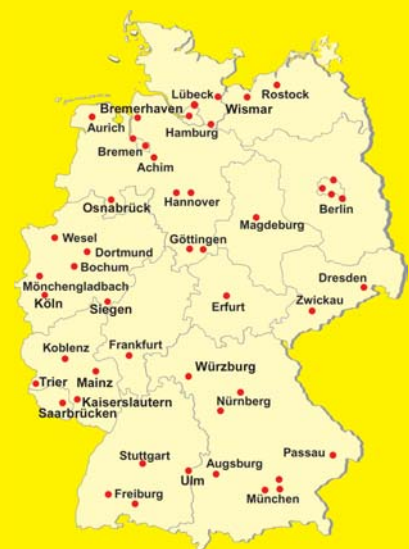 Lübeck
Rostock
Bremerhaven
Wismar
Aurich
Hamburg
Bremen
Achim
Osnabrück
Hannover
Berlin
Magdeburg
Wesel
Göttingen
Dortmund
Bochum
Dresden
Mönchengladbach
Köln
Siegen
Erfurt
Zwickau
Koblenz
Frankfurt
Würzburg
Trier
Mainz
Kaiserslautern
Nürnberg
Saarbrücken
Stuttgart
Passau
Augsburg
Ulm
Freiburg
München